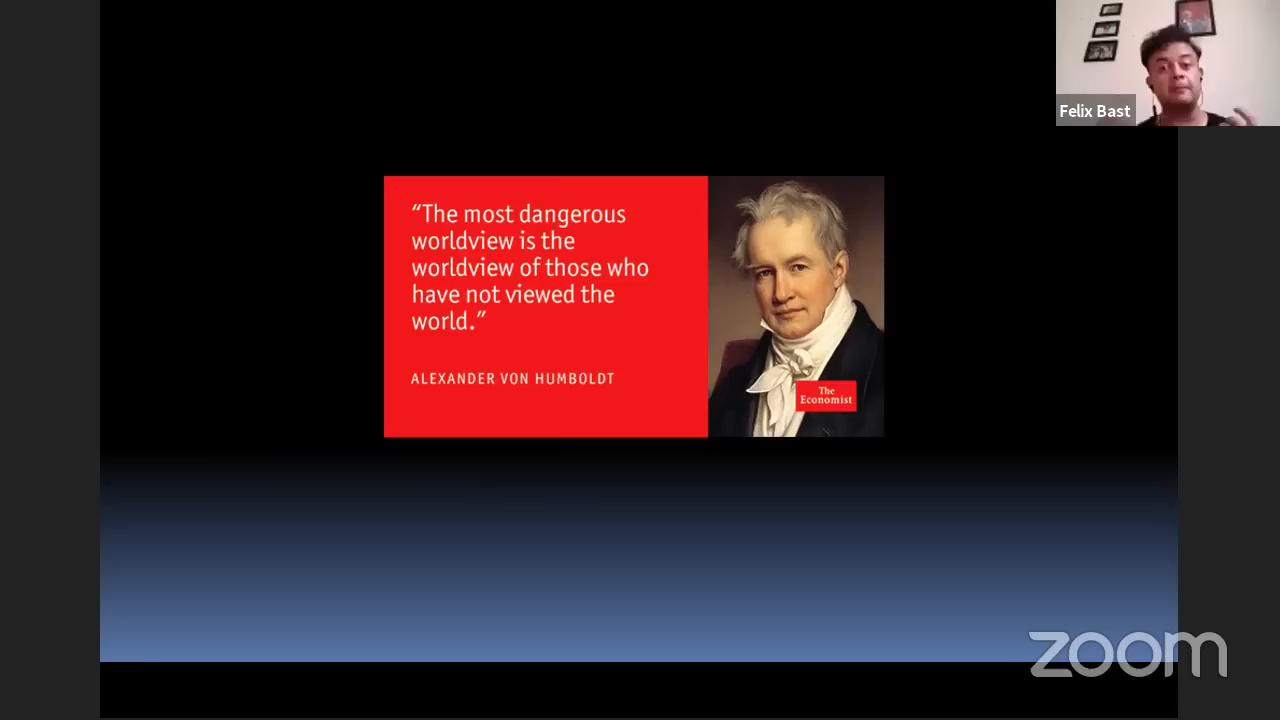 Felix Bast
“The most dangerous
worldview is the
worldview of those who
have not viewed the
world.”
ALEXANDER VON HUMBOLDT
The
Economist
zoom